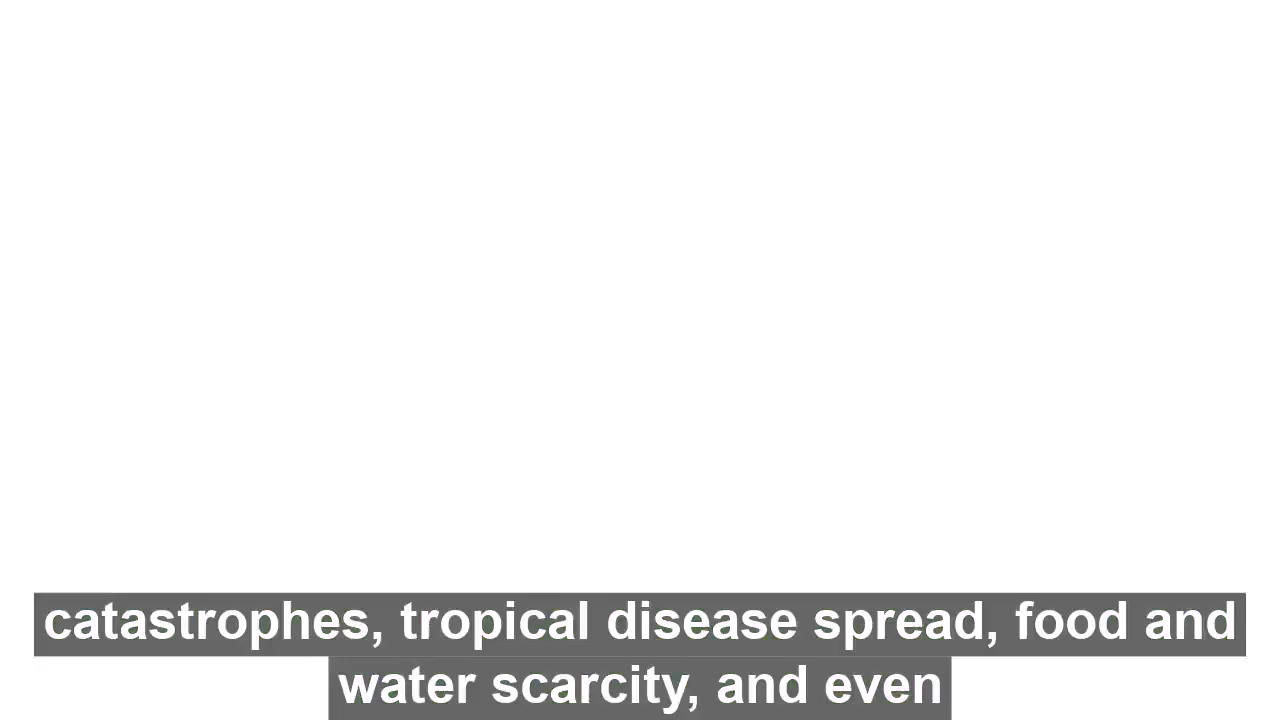 catastrophes, tropical disease spread, food and
water scarcity, and even